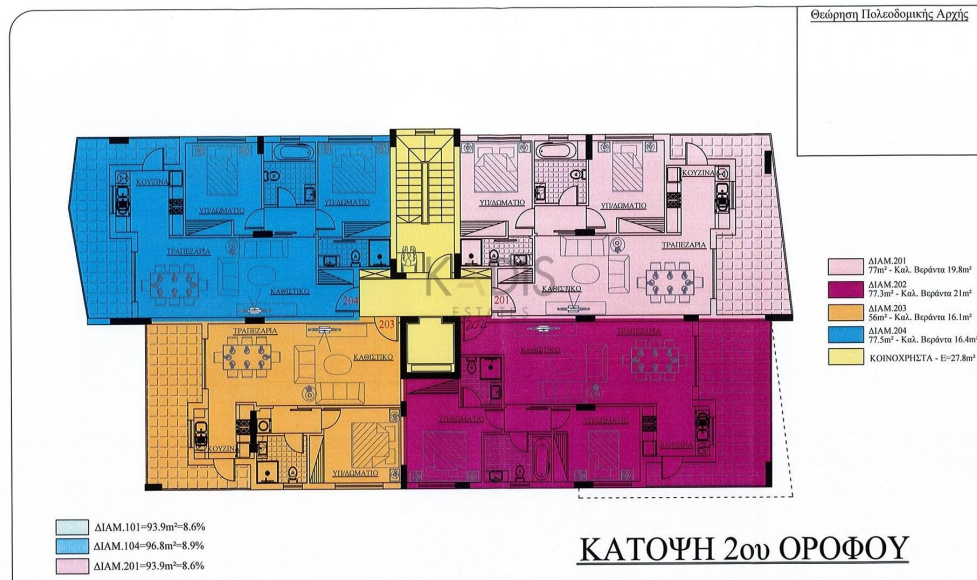 Θεώρηση Πολεοδομικής Αρχής
ΚΟΥΖΙΝΑ
ΥΠ/ΔΩΜΑΤΙΟ
ΥΠ/ΔΩΜΑΤΙΟ
ΥΠ/ΔΩΜΑΤΙΟ
ΥΠ/ΔΩΜΑΤΙΟ
ΚΟΥΖΙΝΑ
ΤΡΑΠΕΖΑΡΙΑ
ΤΡΑΠΕΖΑΡΙΑ
ΚΑΘΙΣΤΙΚΟ
ΚΑΘΙΣΤΙΚΟ
204
201
KADIS
ESTATES
203
202
ΤΡΑΠΕΖΑΡΙΑ
ΚΑΘΙΣΤΙΚΟ
ΚΑΘΙΣΤΙΚΟ
ΤΡΑΠΕΖΑΡΙΑ
ΚΟΥΖΙΝΑ
ΥΠ/ΔΩΜΑΤΙΟ
ΥΠ/ΔΩΜΑΤΙΟ
ΥΠ/ΔΩΜΑΤΙΟ
ΚΟΥΖΙΝΑ
ΔΙΑΜ.201
77m² - Καλ. Βεράντα 19.8m²
ΔΙΑΜ.202
77.3m² - Καλ. Βεράντα 21m²
ΔΙΑΜ.203
56m² - Καλ. Βεράντα 16.1m²
ΔΙΑΜ.204
77.5m² - Καλ. Βεράντα 16.4m²
ΚΟΙΝΟΧΡΗΣΤΑ - Ε=27.8m²
ΔΙΑΜ.101=93.9m²=8.6%
ΔΙΑΜ.104=96.8m²=8.9%
ΔΙΑΜ.201=93.9m²=8.6%
ΚΑΤΟΨΗ 2ου ΟΡΟΦΟΥ